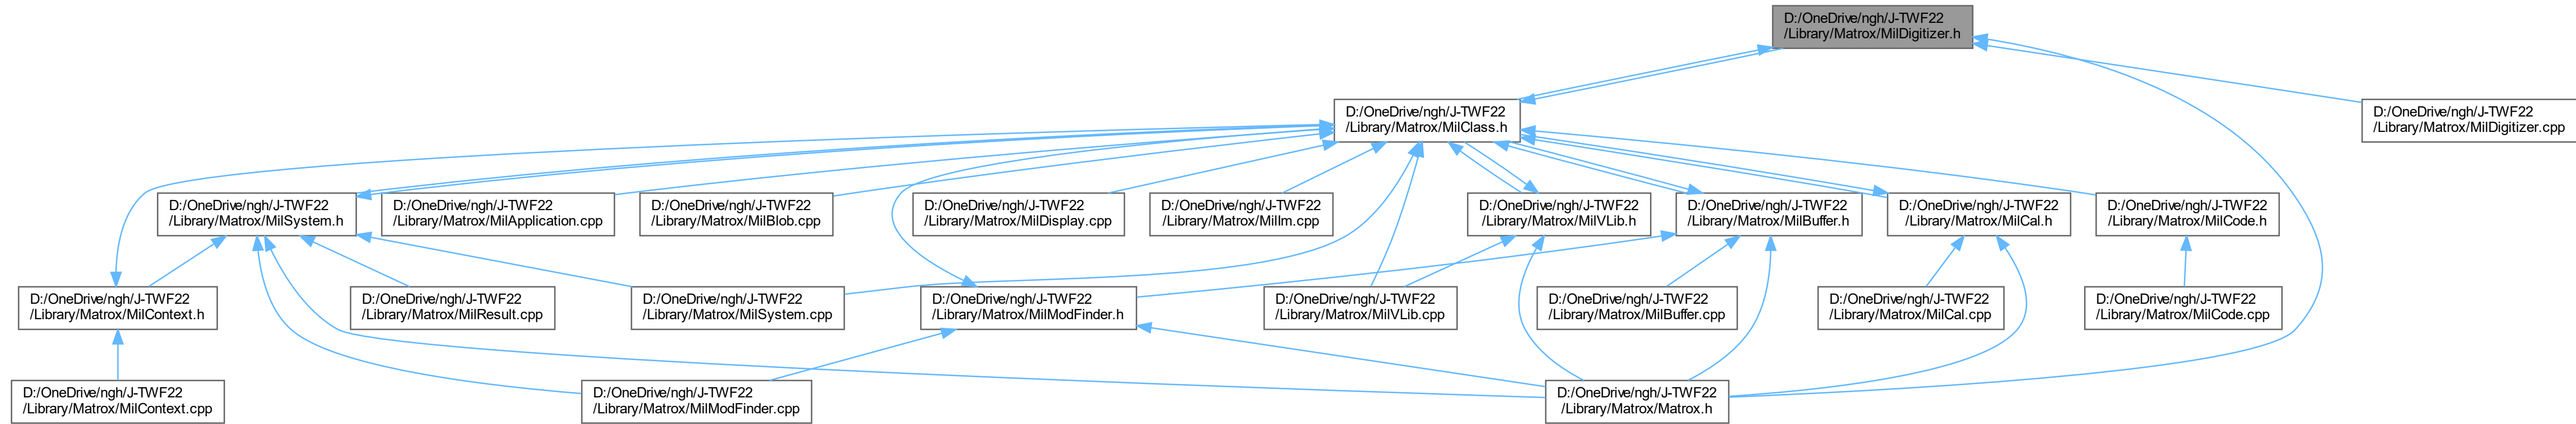 D:/OneDrive/ngh/J-TWF22
/Library/Matrox/MilDigitizer.h
D:/OneDrive/ngh/J-TWF22
/Library/Matrox/MilClass.h
D:/OneDrive/ngh/J-TWF22
/Library/Matrox/MilDigitizer.cpp
D:/OneDrive/ngh/J-TWF22
/Library/Matrox/MilSystem.h
D:/OneDrive/ngh/J-TWF22
/Library/Matrox/MilApplication.cpp
D:/OneDrive/ngh/J-TWF22
/Library/Matrox/MilBlob.cpp
D:/OneDrive/ngh/J-TWF22
/Library/Matrox/MilDisplay.cpp
D:/OneDrive/ngh/J-TWF22
/Library/Matrox/MilIm.cpp
D:/OneDrive/ngh/J-TWF22
/Library/Matrox/MilVLib.h
D:/OneDrive/ngh/J-TWF22
/Library/Matrox/MilBuffer.h
D:/OneDrive/ngh/J-TWF22
/Library/Matrox/MilCal.h
D:/OneDrive/ngh/J-TWF22
/Library/Matrox/MilCode.h
D:/OneDrive/ngh/J-TWF22
/Library/Matrox/MilContext.h
D:/OneDrive/ngh/J-TWF22
/Library/Matrox/MilResult.cpp
D:/OneDrive/ngh/J-TWF22
/Library/Matrox/MilSystem.cpp
D:/OneDrive/ngh/J-TWF22
/Library/Matrox/MilModFinder.h
D:/OneDrive/ngh/J-TWF22
/Library/Matrox/MilVLib.cpp
D:/OneDrive/ngh/J-TWF22
/Library/Matrox/MilBuffer.cpp
D:/OneDrive/ngh/J-TWF22
/Library/Matrox/MilCal.cpp
D:/OneDrive/ngh/J-TWF22
/Library/Matrox/MilCode.cpp
D:/OneDrive/ngh/J-TWF22
/Library/Matrox/MilContext.cpp
D:/OneDrive/ngh/J-TWF22
/Library/Matrox/MilModFinder.cpp
D:/OneDrive/ngh/J-TWF22
/Library/Matrox/Matrox.h